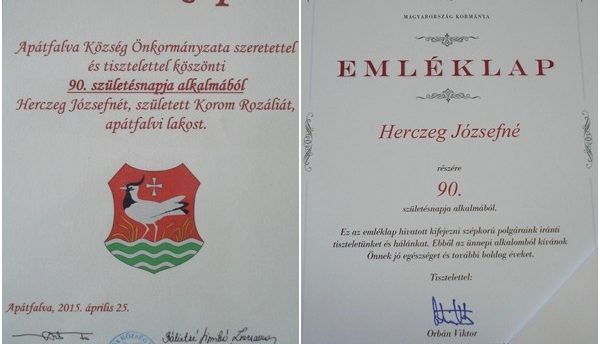 Apátfalva Község Önkormányzata szeretettel
és tisztelettel köszönti
90. születésnapja alkalmából
Herczeg Józsefnét, született Korom Rozáliát,
apátfalvi lakost.
Apátfalva, 2015. április 25.
MAGYARORSZÁG KORMÁNYA
EMLÉKLAP
Herczeg Józsefné
részére
90.
születésnapja alkalmából.
Ez az emléklap hivatott kifejezni szépkorú polgáraink iránti
tiszteletünket és hálánkat. Ebből az ünnepi alkalomból kívánok
Önnek jó egészséget és további boldog éveket.
Tisztelettel:
Orbán Viktor